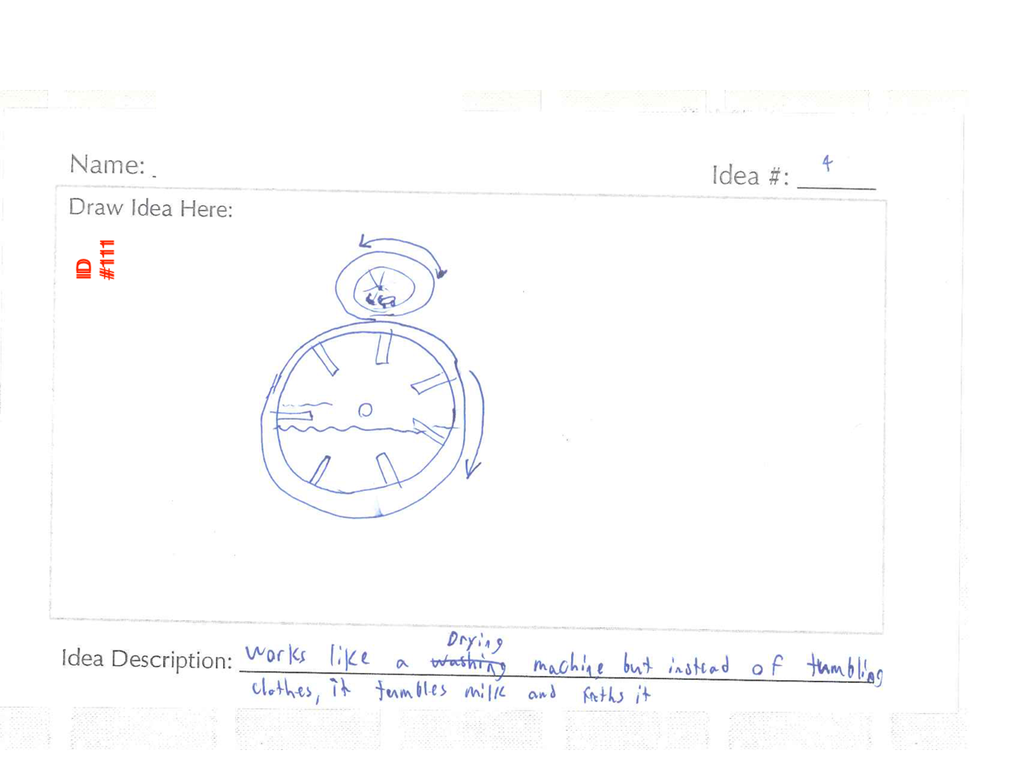 Name:
Idea #: 4
Draw Idea Here:
ID #111
Drying
Idea Description: Works like a washing machine but instead of tumbling
clothes, it tumbles milk and froths it